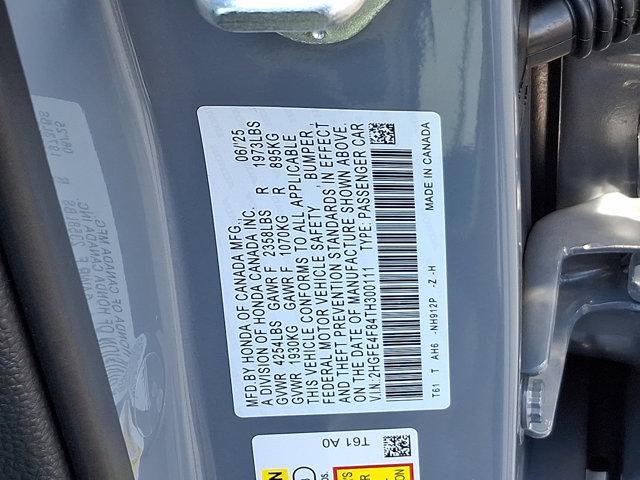 MFD BY HONDA OF CANADA MFG. 06/25
A DIVISION OF HONDA CANADA INC.
GVWR 4254LBS GAWR F 2358LBS R 1973LBS
GVWR 1930KG GAWR F 1070KG R 895KG
THIS VEHICLE CONFORMS TO ALL APPLICABLE
FEDERAL MOTOR VEHICLE SAFETY, BUMPER,
AND THEFT PREVENTION STANDARDS IN EFFECT
ON THE DATE OF MANUFACTURE SHOWN ABOVE.
V.I.N: 2HGFE4F84TH300111 TYPE: PASSENGER CAR
MADE IN CANADA
T61 T AH6 -NH912P -Z -H
T61 A0